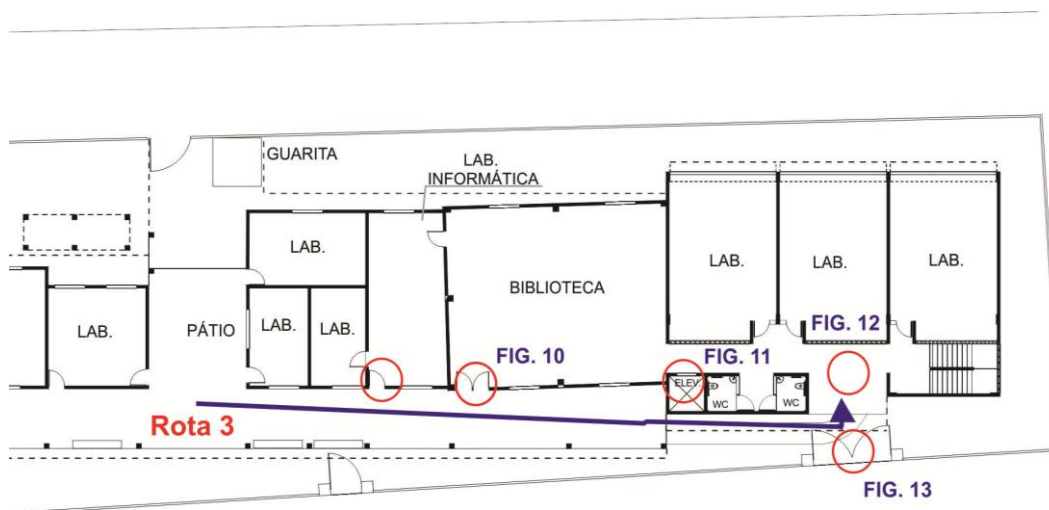 GUARITA
LAB.
INFORMÁTICA
LAB.
LAB.
LAB.
LAB.
BIBLIOTECA
LAB.
PÁTIO
LAB.
LAB.
FIG. 12
FIG. 10
FIG. 11
ELEV
WC
WC
Rota 3
FIG. 13